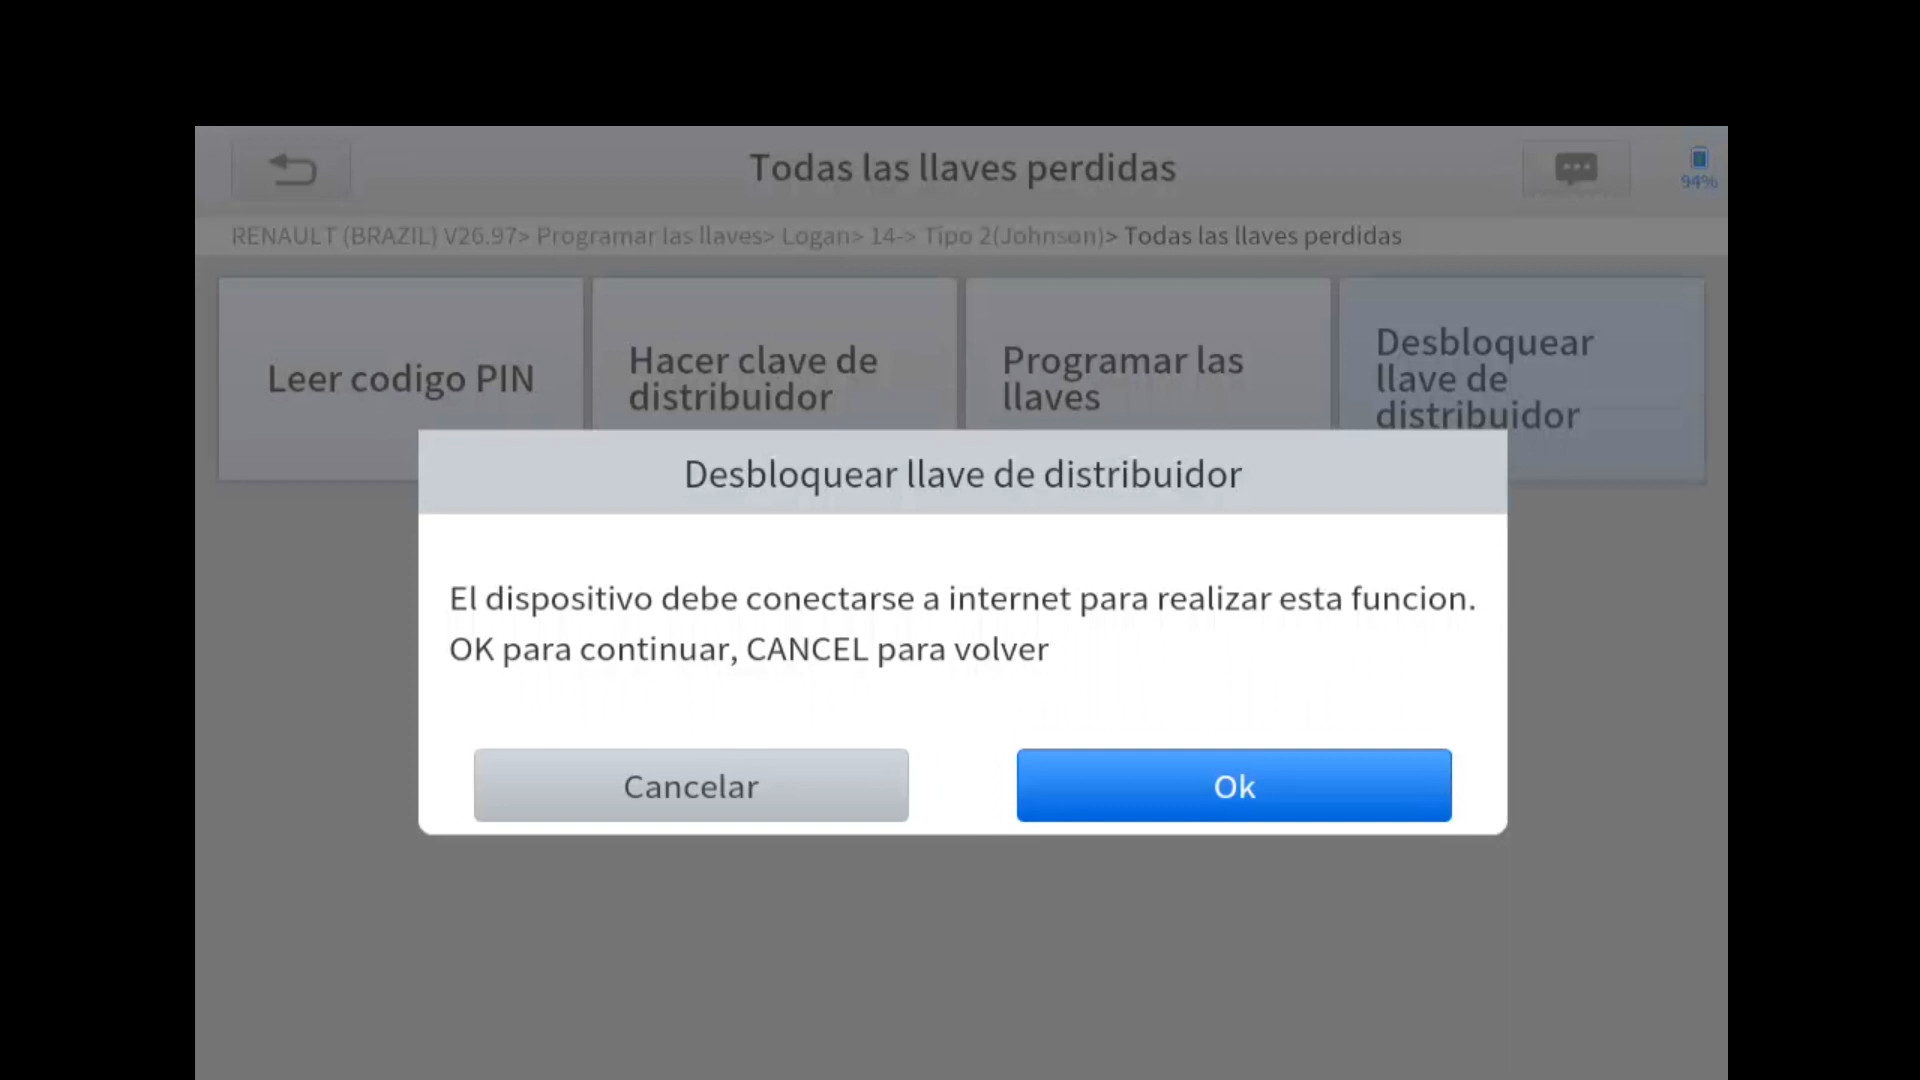 Todas las llaves perdidas
94%
RENAULT (BRAZIL) V26.97> Programar las llaves> Logan> 14-> Tipo 2(Johnson)> Todas las llaves perdidas
Leer codigo PIN
Hacer clave de
distribuidor
Programar las
llaves
Desbloquear
llave de
distribuidor
Desbloquear llave de distribuidor
El dispositivo debe conectarse a internet para realizar esta funcion.
OK para continuar, CANCEL para volver
Cancelar
Ok